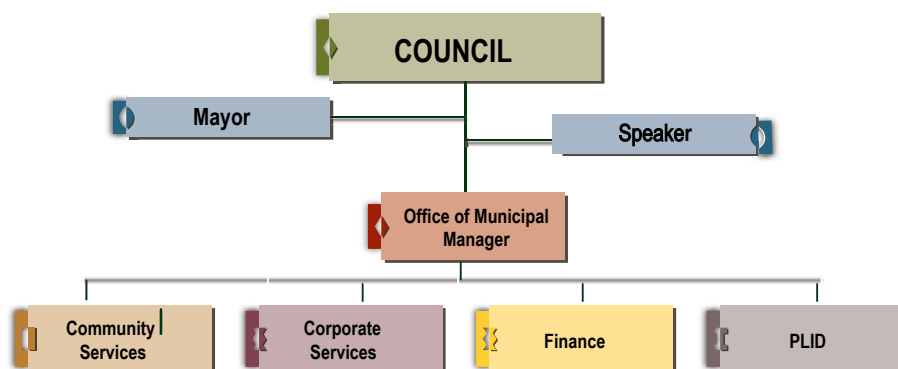 COUNCIL
Mayor
Speaker
Office of Municipal
Manager
Community
Services
Corporate
Services
Finance
PLID